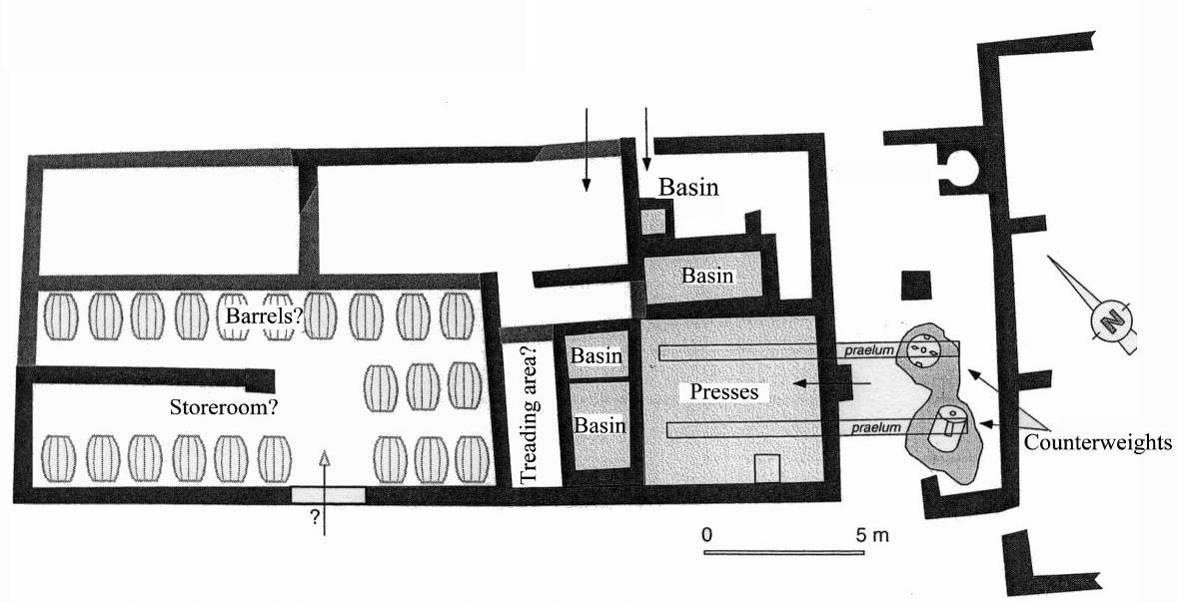 Basin
Basin
Barrels?
praelum
Basin
Treading area?
Presses
Storeroom?
Basin
praelum
Counterweights
N
?
0 5 m